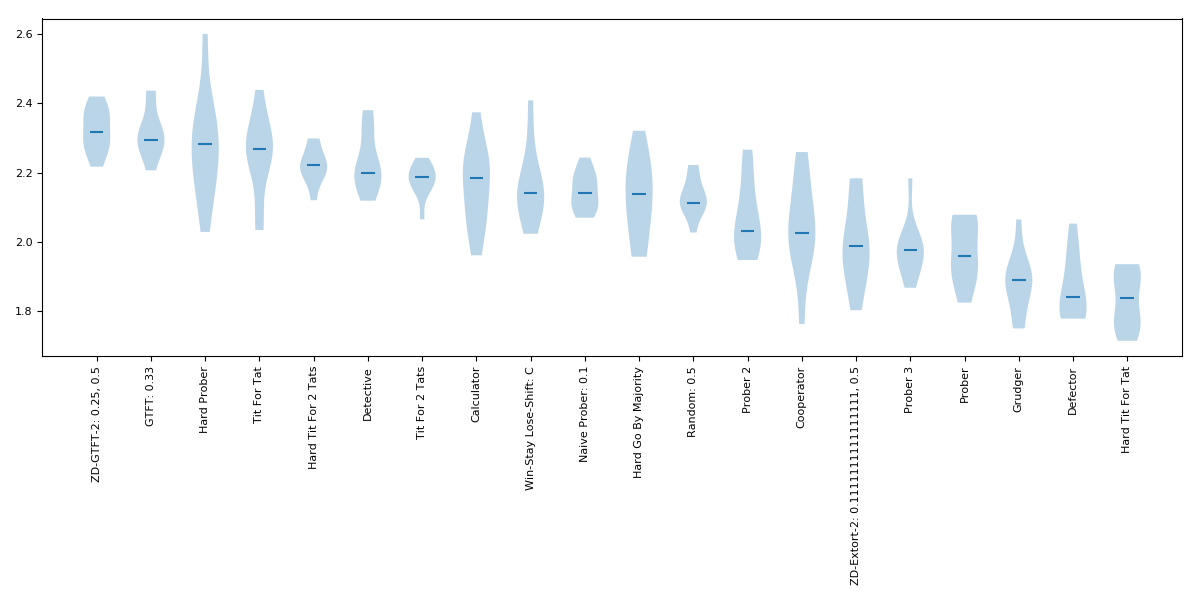 2.6
2.4
2.2
2.0
1.8
ZD-GTFT-2: 0.25, 0.5
GTFT: 0.33
Hard Prober
Tit For Tat
Hard Tit For 2 Tats
Detective
Tit For 2 Tats
Calculator
Win-Stay Lose-Shift: C
Naive Prober: 0.1
Hard Go By Majority
Random: 0.5
Prober 2
Cooperator
ZD-Extort-2: 0.1111111111111111, 0.5
Prober 3
Prober
Grudger
Defector
Hard Tit For Tat